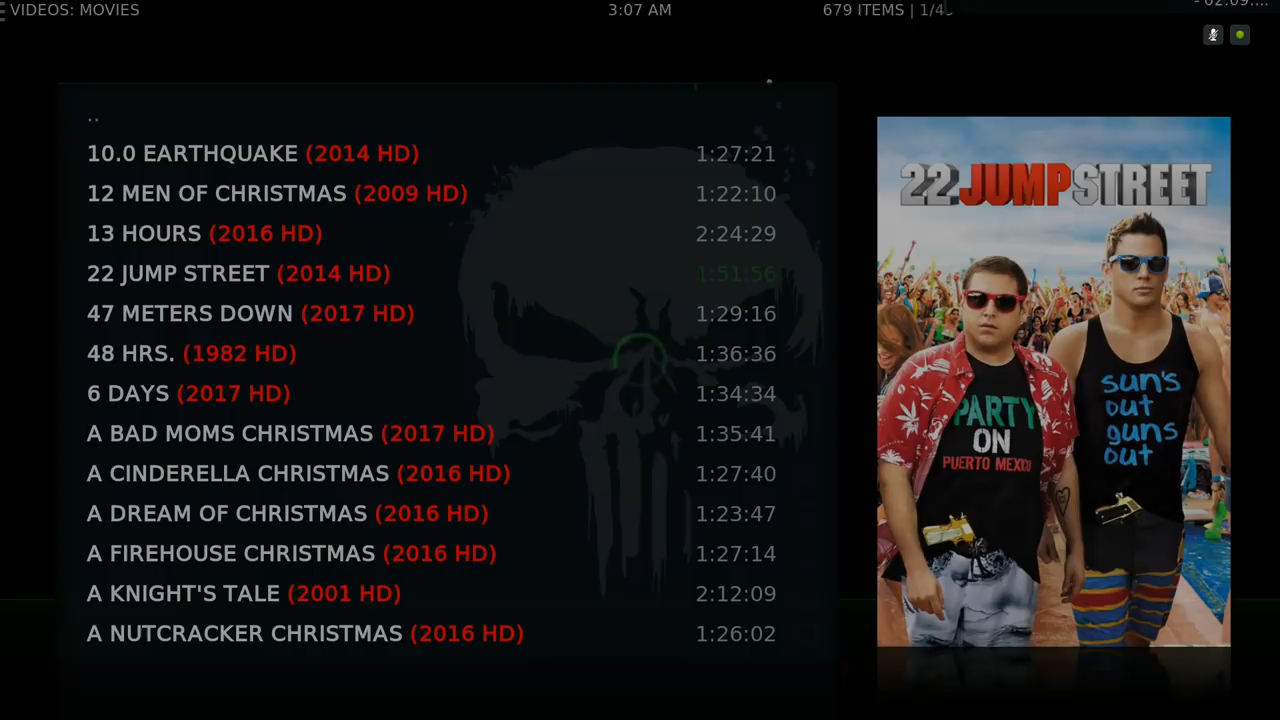 VIDEOS: MOVIES
3:07 AM
679 ITEMS | 1/4
..
10.0 EARTHQUAKE (2014 HD) 1:27:21
12 MEN OF CHRISTMAS (2009 HD) 1:22:10
13 HOURS (2016 HD) 2:24:29
22 JUMP STREET (2014 HD) 1:51:56
47 METERS DOWN (2017 HD) 1:29:16
48 HRS. (1982 HD) 1:36:36
6 DAYS (2017 HD) 1:34:34
A BAD MOMS CHRISTMAS (2017 HD) 1:35:41
A CINDERELLA CHRISTMAS (2016 HD) 1:27:40
A DREAM OF CHRISTMAS (2016 HD) 1:23:47
A FIREHOUSE CHRISTMAS (2016 HD) 1:27:14
A KNIGHT'S TALE (2001 HD) 2:12:09
A NUTCRACKER CHRISTMAS (2016 HD) 1:26:02
22 JUMP STREET
PARTY
ON
PUERTO MEXICO
sun's
out
guns
out